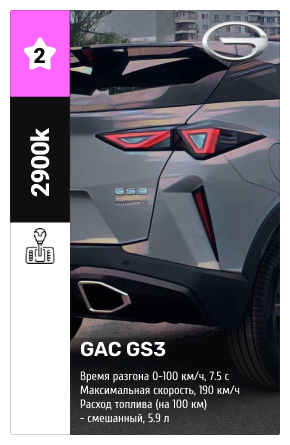 2
2900k
GS3
GAC GS3
Время разгона 0-100 км/ч, 7.5 с
Максимальная скорость, 190 км/ч
Расход топлива (на 100 км)
- смешанный, 5.9 л